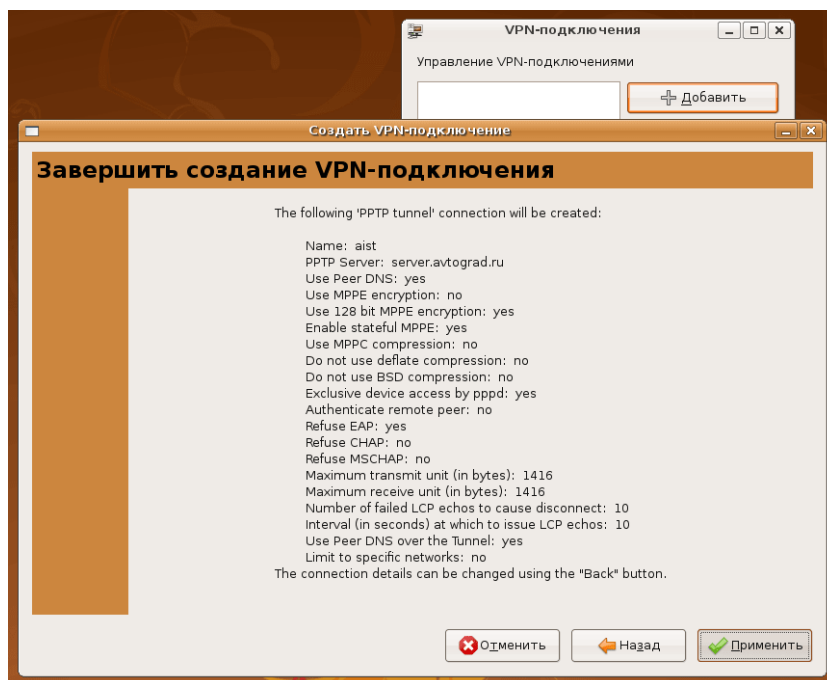 VPN-подключения
Управление VPN-подключениями
Добавить
Создать VPN-подключение
Завершить создание VPN-подключения
The following 'PPTP tunnel' connection will be created:
Name: aist
PPTP Server: server.avtograd.ru
Use Peer DNS: yes
Use MPPE encryption: no
Use 128 bit MPPE encryption: yes
Enable stateful MPPE: yes
Use MPPC compression: no
Do not use deflate compression: no
Do not use BSD compression: no
Exclusive device access by pppd: yes
Authenticate remote peer: no
Refuse EAP: yes
Refuse CHAP: no
Refuse MSCHAP: no
Maximum transmit unit (in bytes): 1416
Maximum receive unit (in bytes): 1416
Number of failed LCP echos to cause disconnect: 10
Interval (in seconds) at which to issue LCP echos: 10
Use Peer DNS over the Tunnel: yes
Limit to specific networks: no
The connection details can be changed using the "Back" button.
Отменить
Назад
Применить